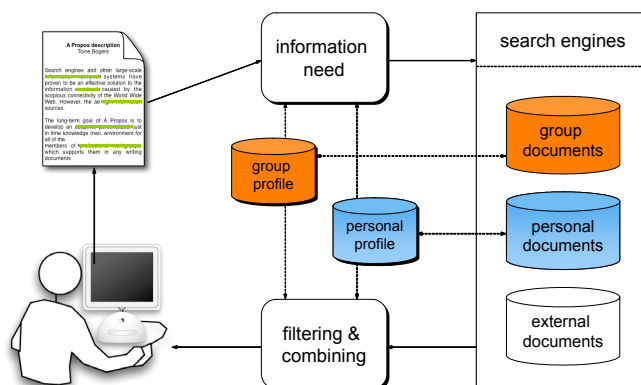 A Propos description
Toine Bogers
Search engines and other large-scale
systems have
proven to be an effective solution to the
information caused by the
scopious connectivity of the World Wide
Web. However, the ae
sources.
The long-term goal of À Propos is to
develop an just
in time knowledge man. environment for
all of the.
members of
which supports them in any writing
documents
information
need
search engines
group
documents
group
profile
personal
profile
personal
documents
filtering &
combining
external
documents